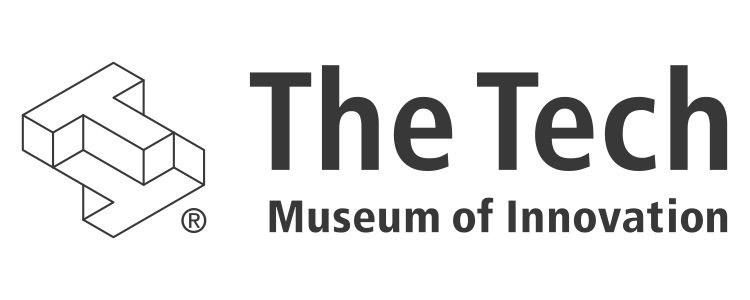 The Tech
Museum of Innovation
®